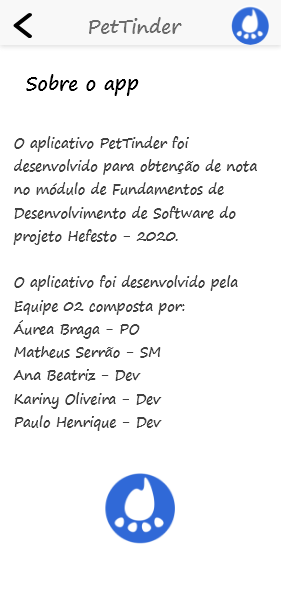 PetTinder
Sobre o app
O aplicativo PetTinder foi
desenvolvido para obtenção de nota
no módulo de Fundamentos de
Desenvolvimento de Software do
projeto Hefesto - 2020.
O aplicativo foi desenvolvido pela
Equipe 02 composta por:
Áurea Braga - PO
Matheus Serrão - SM
Ana Beatriz - Dev
Kariny Oliveira - Dev
Paulo Henrique - Dev